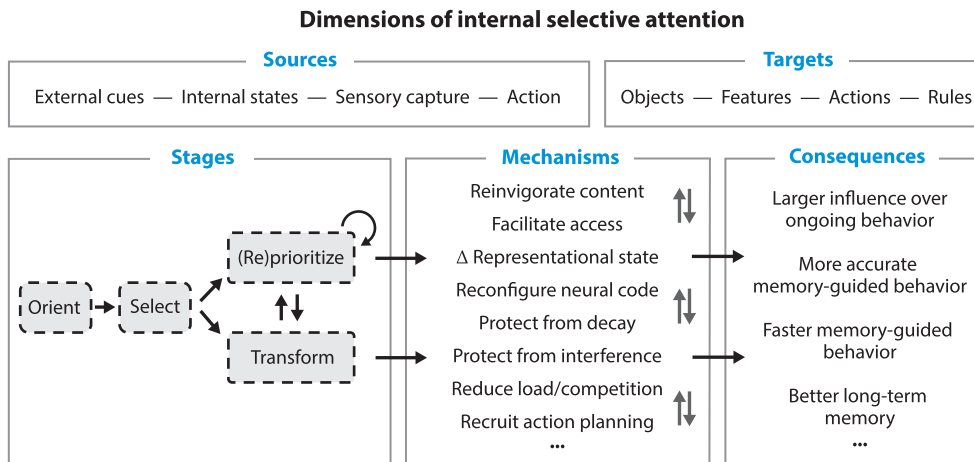 Dimensions of internal selective attention
Sources
External cues — Internal states — Sensory capture — Action
Targets
Objects — Features — Actions — Rules
Stages
Orient
Select
(Re)prioritize
Transform
Mechanisms
Reinvigorate content
Facilitate access
Δ Representational state
Reconfigure neural code
Protect from decay
Protect from interference
Reduce load/competition
Recruit action planning
...
Consequences
Larger influence over
ongoing behavior
More accurate
memory-guided behavior
Faster memory-guided
behavior
Better long-term
memory
...